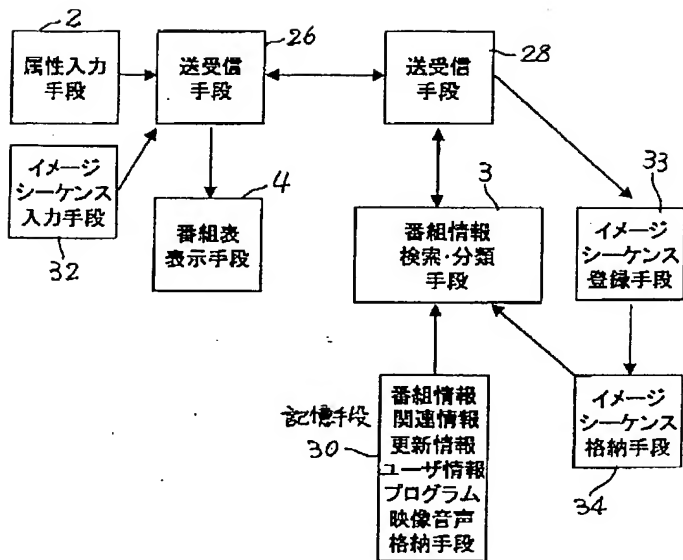 2
属性入力
手段
26
送受信
手段
28
送受信
手段
イメージ
シーケンス
入力手段
32
4
番組表
表示手段
3
番組情報
検索・分類
手段
33
イメージ
シーケンス
登録手段
記憶手段
30
番組情報
関連情報
更新情報
ユーザ情報
プログラム
映像音声
格納手段
イメージ
シーケンス
格納手段
34